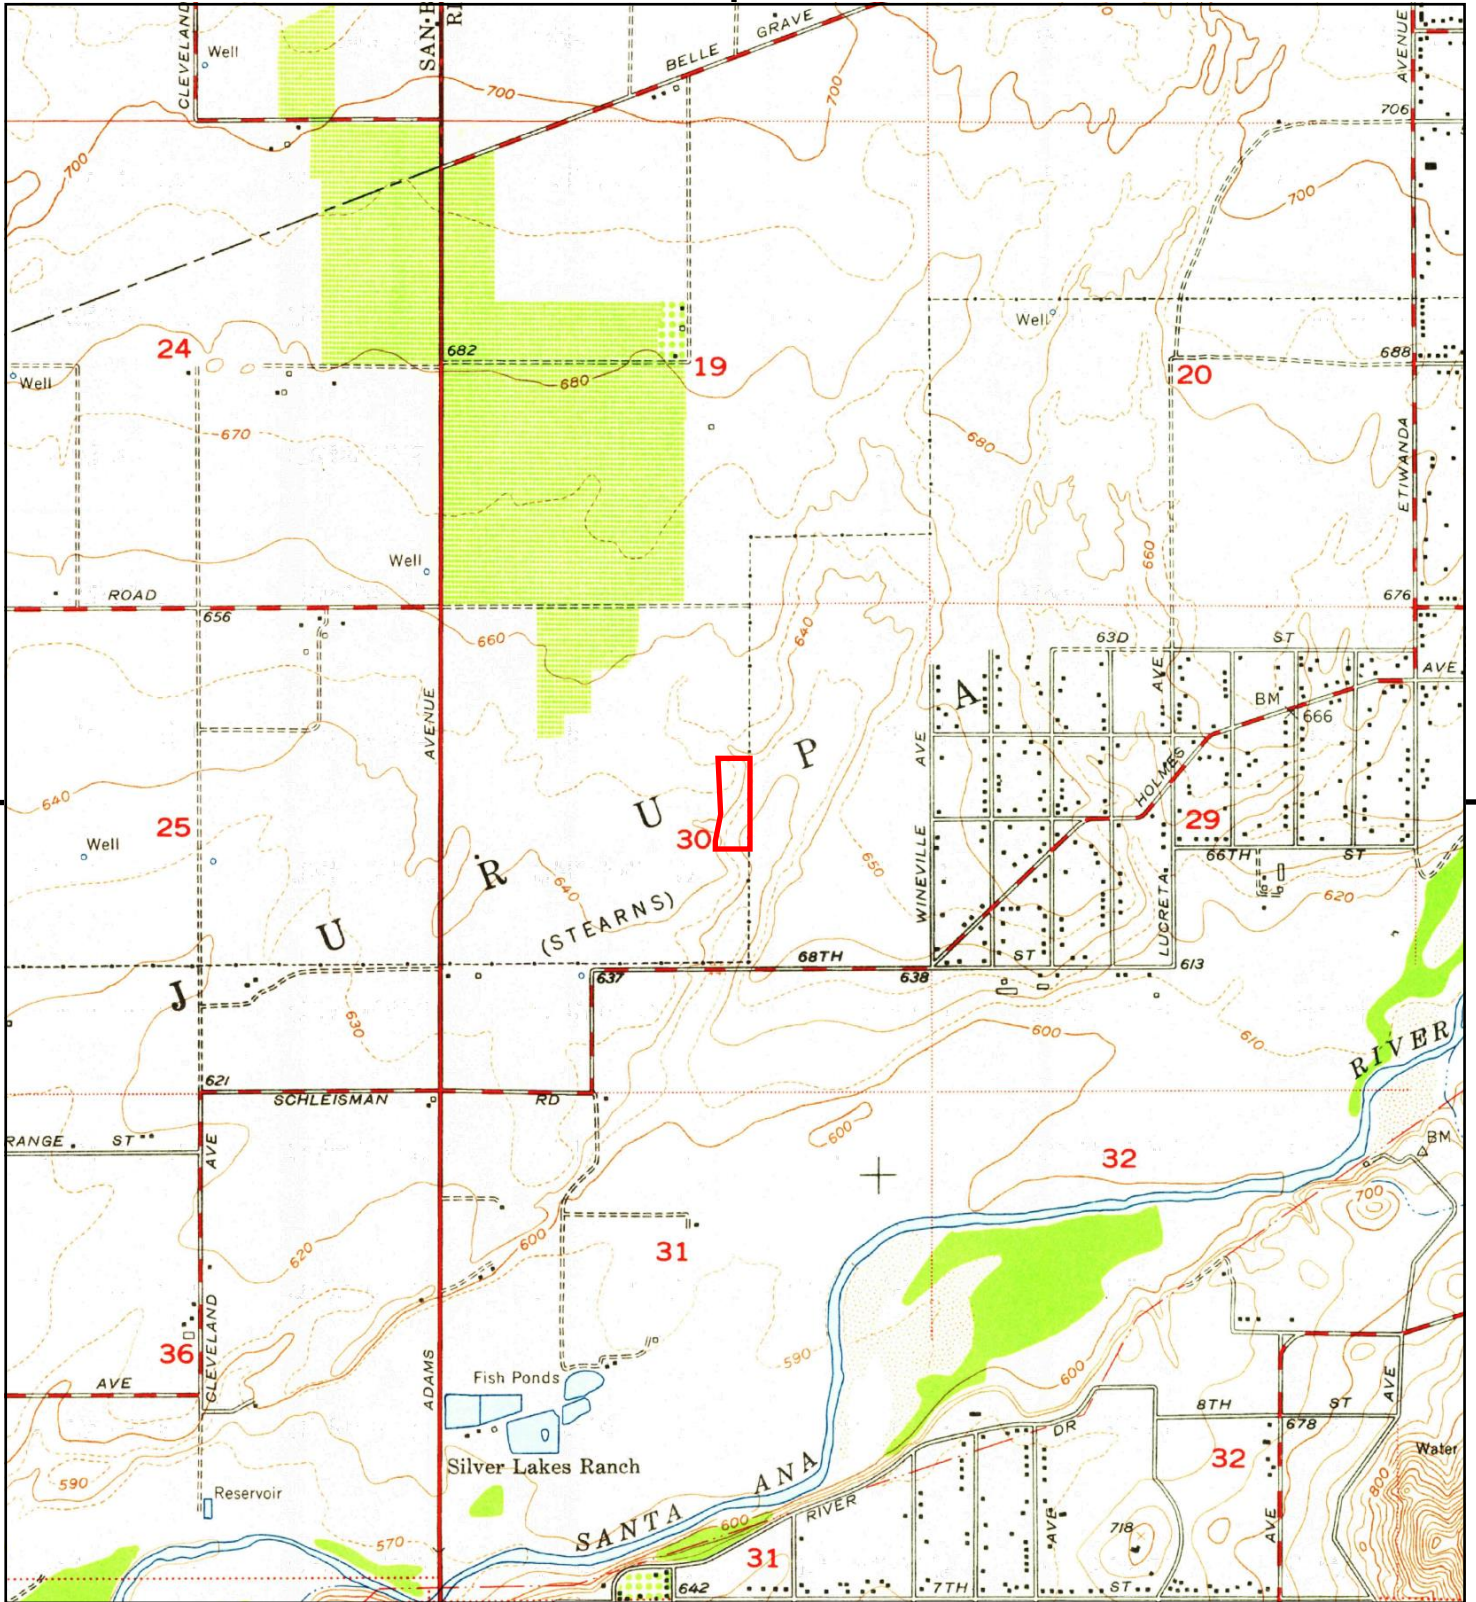 CLEVELAND
Well
SAN B
RI
BELLE GRAVE
AVENUE
700
700
706
700
700
24
682
680
19
Well
Well
688
20
Well
670
680
ETIWANDA
Well
660
ROAD
656
676
660
640
63D ST
AVE
AVE
BM
666
A
AVENUE
AVE
P
HOLMES
640
U
25
Well
30
29
66TH ST
R
640
650
620
(STEARNS)
WINEVILLE
LUCRETA
U
68TH ST
637
638
613
J
630
600
610
RIVER
621
SCHLEISMAN RD
RANGE ST
AVE
600
32
BM
700
620
600
31
36
CLEVELAND
590
600
AVE
ADAMS
Fish Ponds
AVE
8TH ST
DR
678
Water
Silver Lakes Ranch
32
590
Reservoir
SANTA ANA
RIVER
800
600
AVE
718
AVE
570
31
642
7TH ST